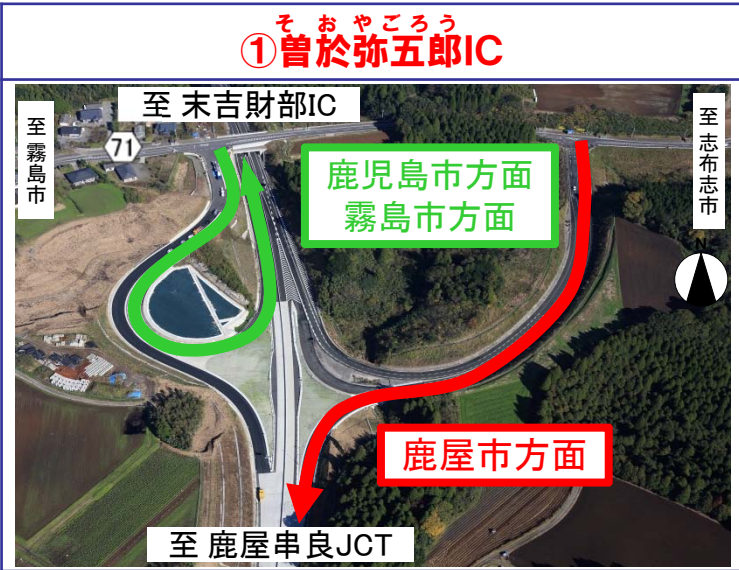 そおやごろう
①曽於弥五郎IC
至 末吉財部IC
至 霧島市
71
至 志布志市
鹿児島市方面
霧島市方面
N
鹿屋市方面
至 鹿屋串良JCT